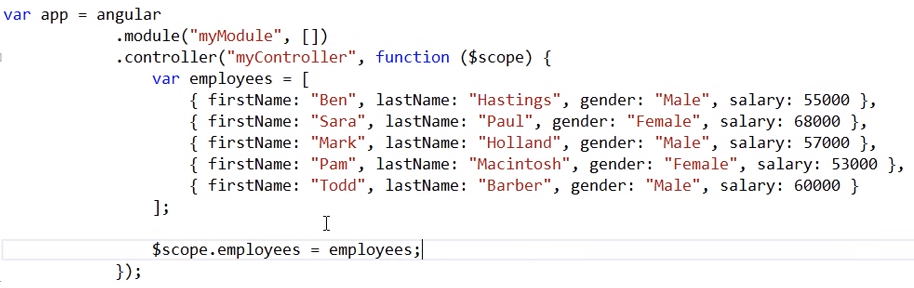 var app = angular
            .module("myModule", [])
            .controller("myController", function ($scope) {
                var employees = [
                    { firstName: "Ben", lastName: "Hastings", gender: "Male", salary: 55000 },
                    { firstName: "Sara", lastName: "Paul", gender: "Female", salary: 68000 },
                    { firstName: "Mark", lastName: "Holland", gender: "Male", salary: 57000 },
                    { firstName: "Pam", lastName: "Macintosh", gender: "Female", salary: 53000 },
                    { firstName: "Todd", lastName: "Barber", gender: "Male", salary: 60000 }
                ];
                $scope.employees = employees;
            });